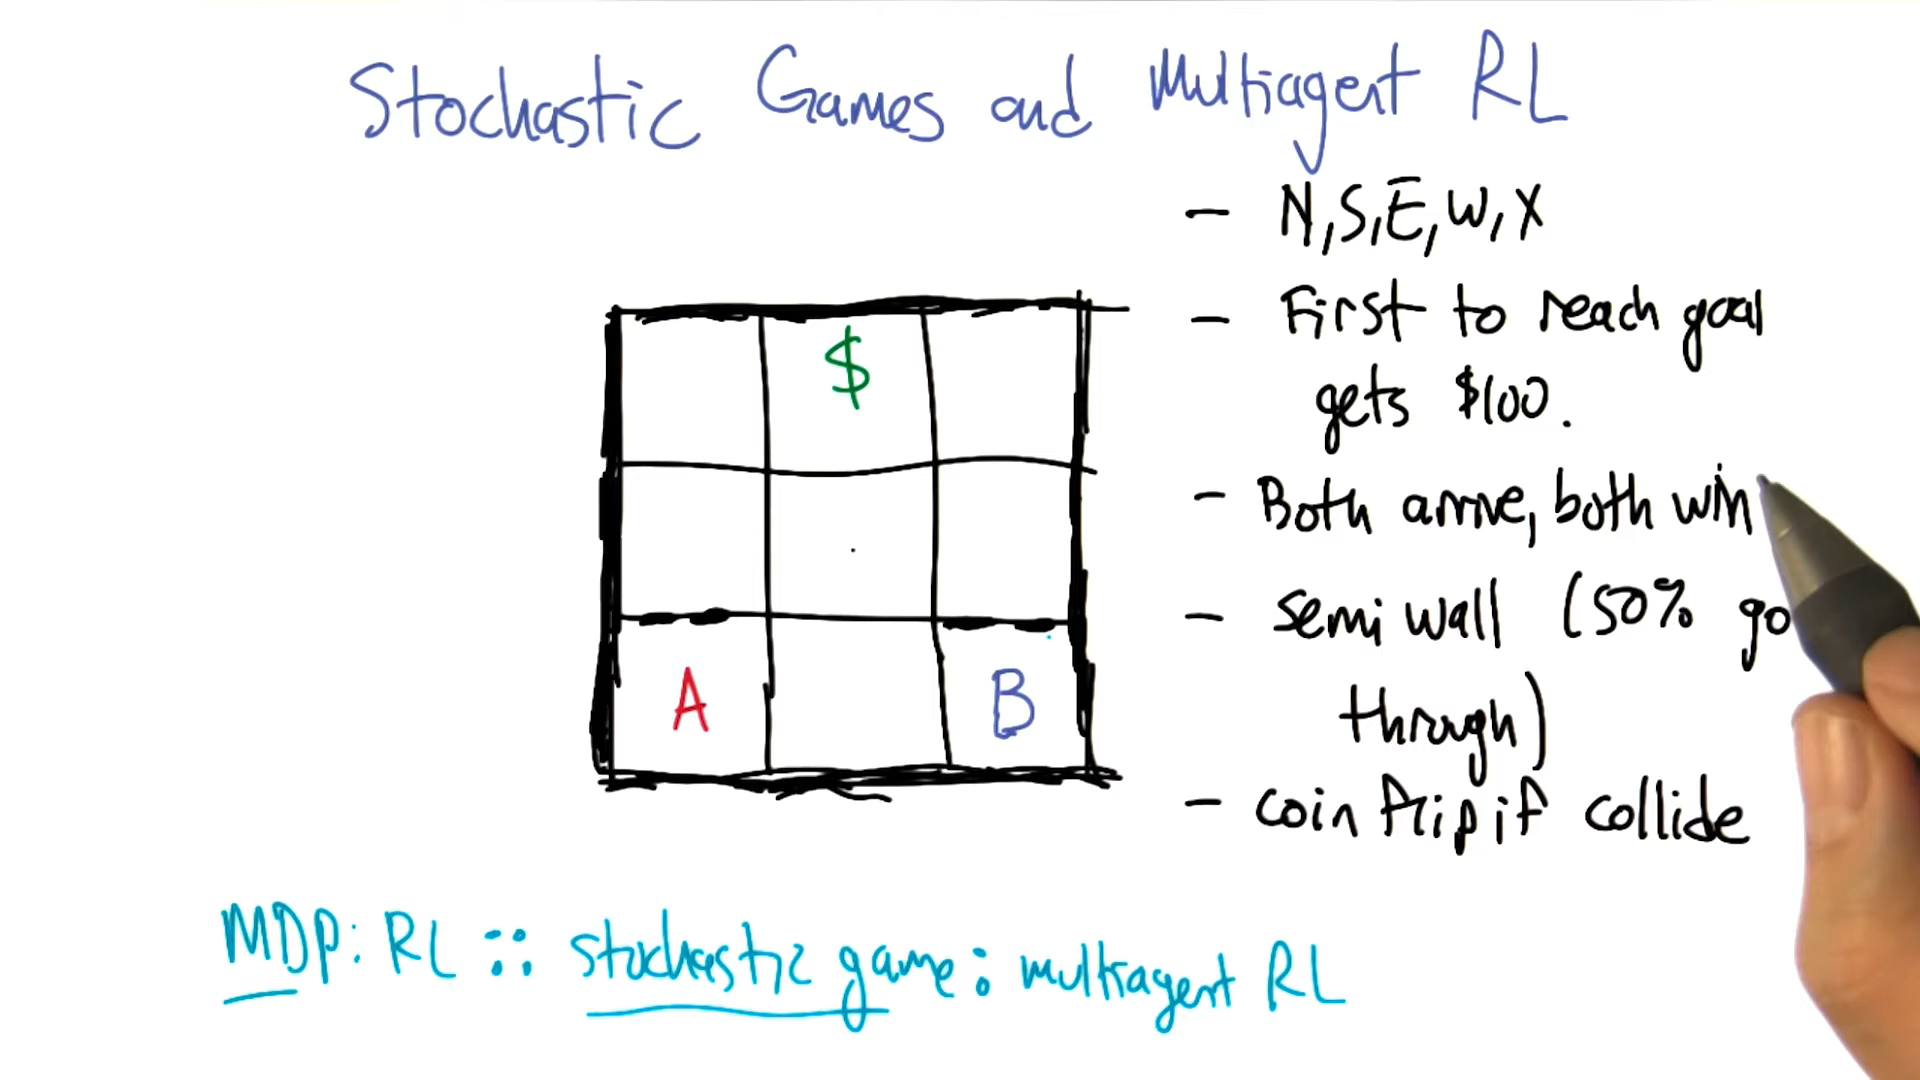 Stochastic Games and Multiagent RL
- N, S, E, W, X
- First to reach goal
gets $100.
- Both arrive, both win
- semi wall (50% go
through)
- coin flip if collide
$
A
B
MDP: RL :: stochastic game: multiagent RL